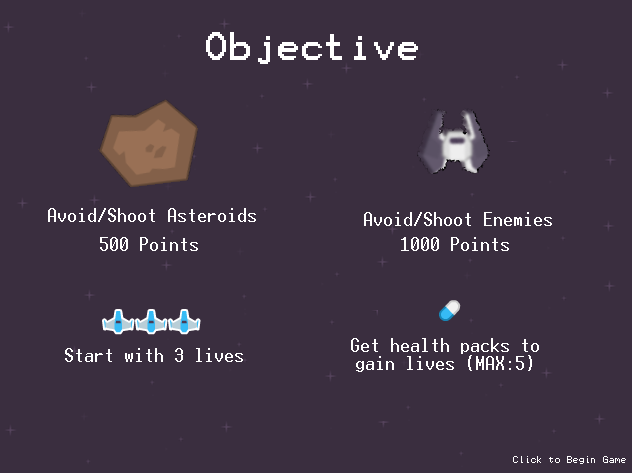 Objective
Avoid/Shoot Asteroids
500 Points
Avoid/Shoot Enemies
1000 Points
Start with 3 lives
Get health packs to
gain lives (MAX:5)
Click to Begin Game